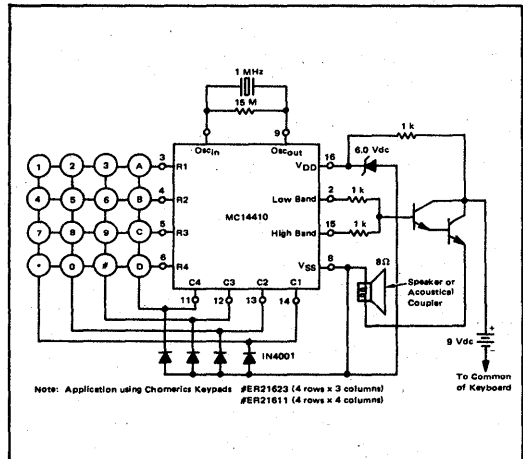 1 MHz
15 M
9
Osc in
Osc out
16
VDD
1 k
6.0 Vdc
1
2
3
A
3
R1
4
5
6
B
4
R2
MC14410
Low Band
2
1 k
7
8
9
C
5
R3
High Band
15
1 k
*
0
#
D
6
R4
VSS
8
8Ω
C4
C3
C2
C1
11
12
13
14
Speaker or
Acoustical
Coupler
IN4001
9 Vdc
+
−
To Common
of Keyboard
Note: Application using Chomerics Keypads #ER21623 (4 rows x 3 columns)
#ER21611 (4 rows x 4 columns)